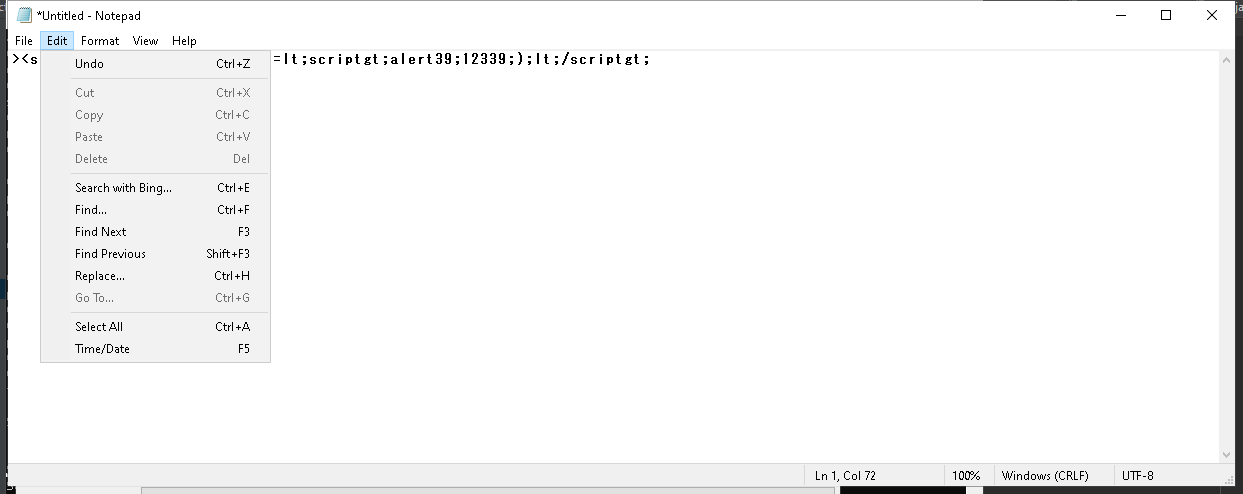 *Untitled - Notepad
File Edit Format View Help
><s =lt;scriptgt;alert39;12339;);lt;/scriptgt;
Undo Ctrl+Z
Cut Ctrl+X
Copy Ctrl+C
Paste Ctrl+V
Delete Del
Search with Bing... Ctrl+E
Find... Ctrl+F
Find Next F3
Find Previous Shift+F3
Replace... Ctrl+H
Go To... Ctrl+G
Select All Ctrl+A
Time/Date F5
Ln 1, Col 72 100% Windows (CRLF) UTF-8